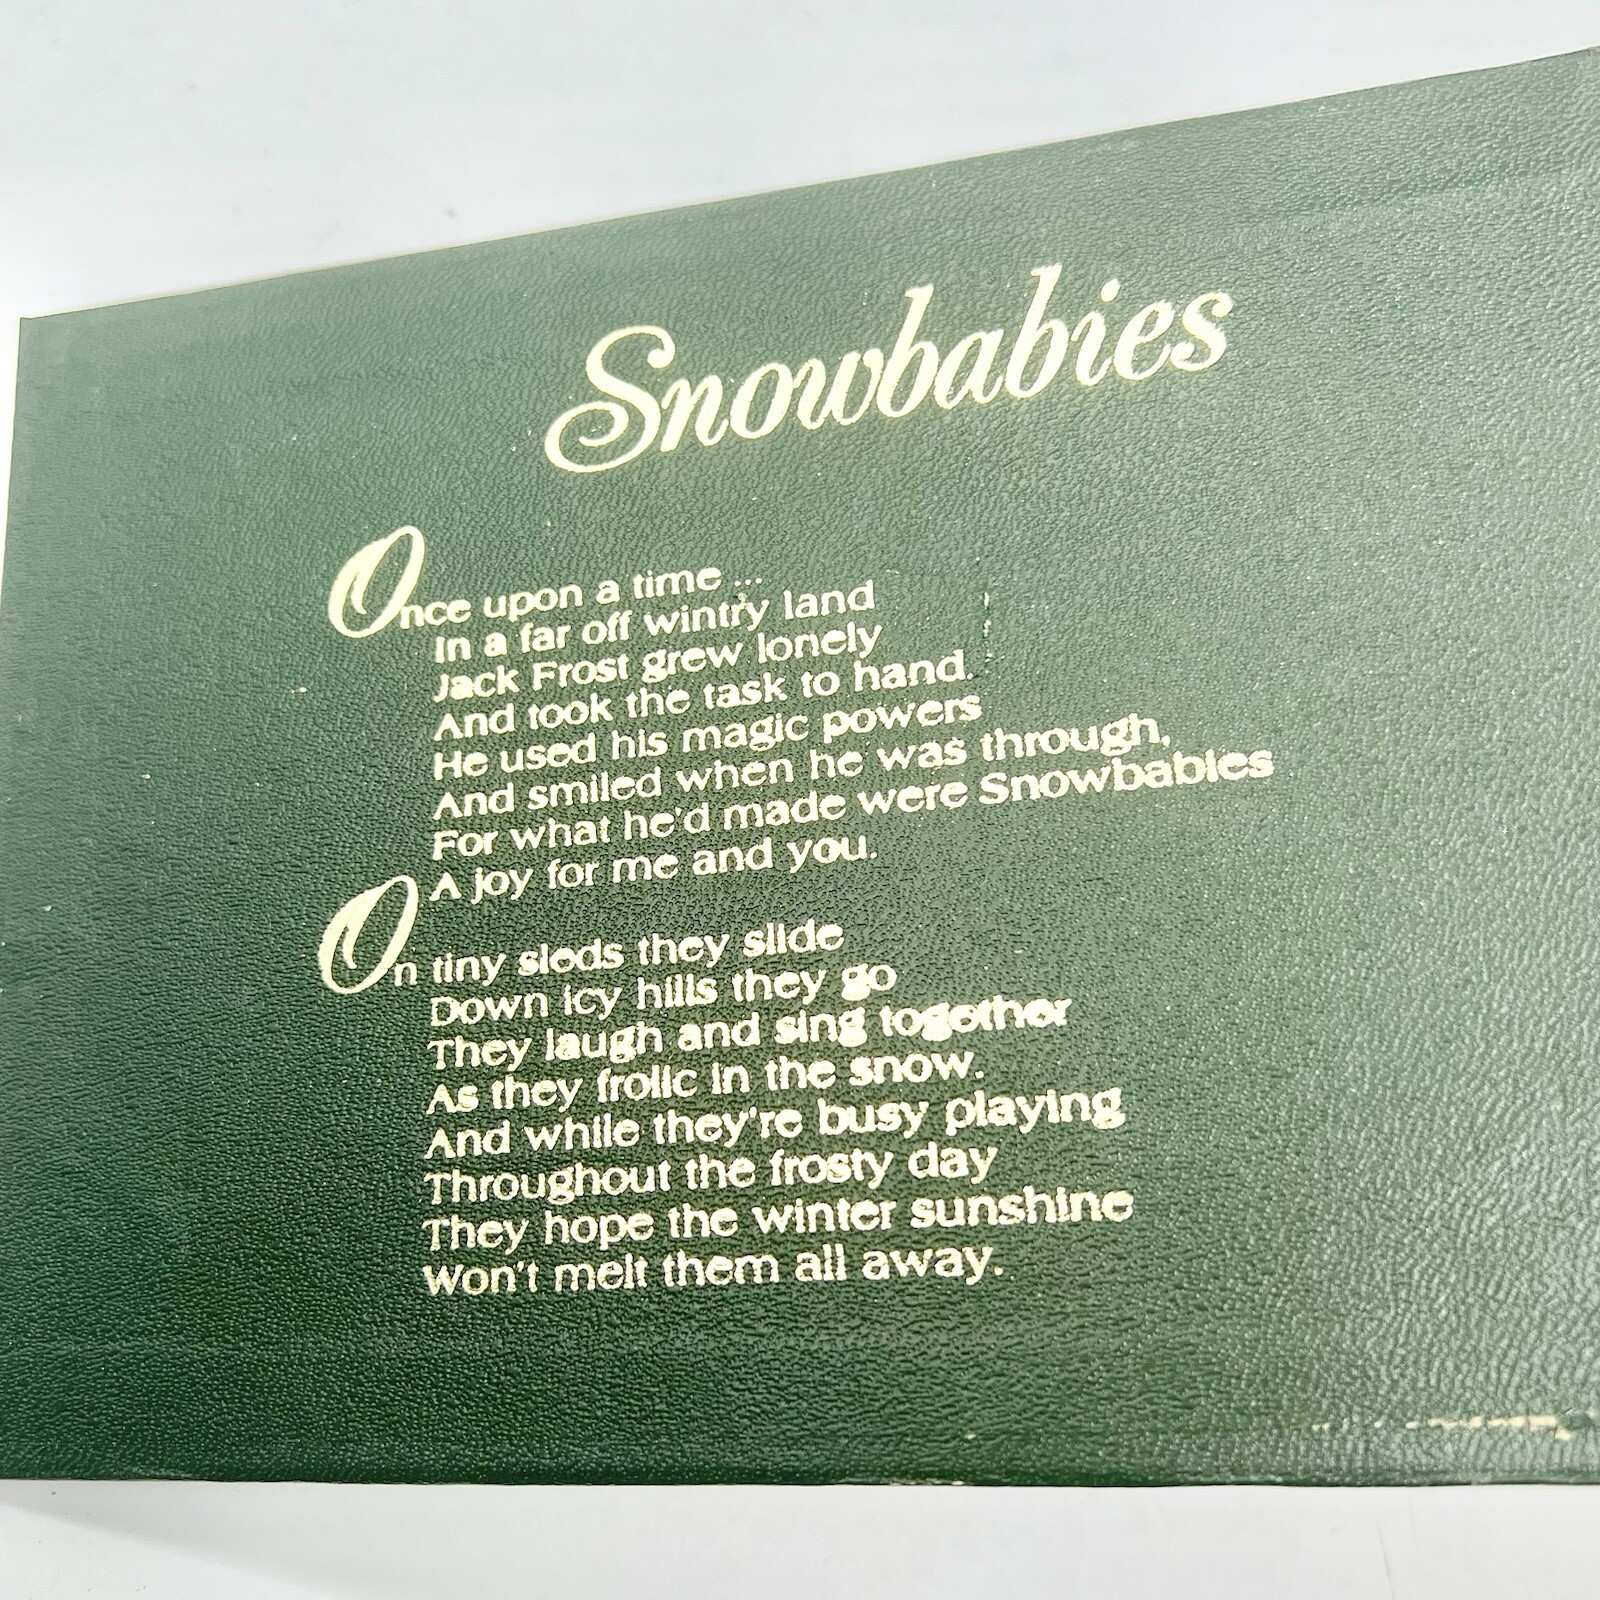 Snowbabies
Once upon a time ...
In a far off wintry land
Jack Frost grew lonely
And took the task to hand.
He used his magic powers
And smiled when he was through,
For what he'd made were Snowbabies
A joy for me and you.
On tiny sleds they slide
Down icy hills they go
They laugh and sing together
As they frolic in the snow.
And while they're busy playing
Throughout the frosty day
They hope the winter sunshine
Won't melt them all away.